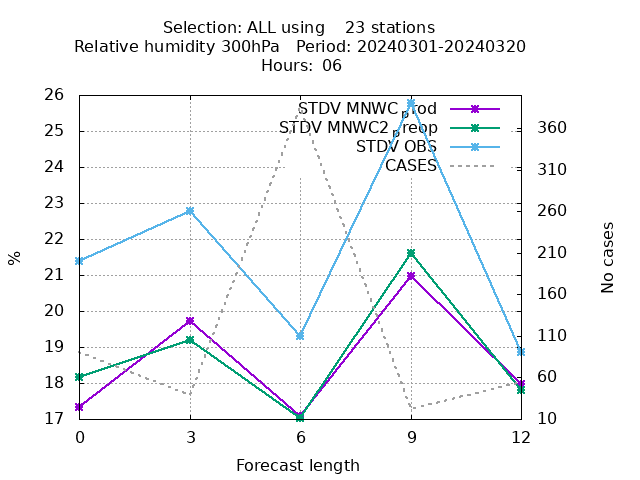 Selection: ALL using    23 stations
Relative humidity 300hPa   Period: 20240301-20240320
Hours: 06
STDV MNWC_prod
STDV MNWC2_preop
STDV OBS
CASES
26
25
24
23
22
21
20
19
18
17
%
360
310
260
210
160
110
60
10
No cases
0 3 6 9 12
Forecast length